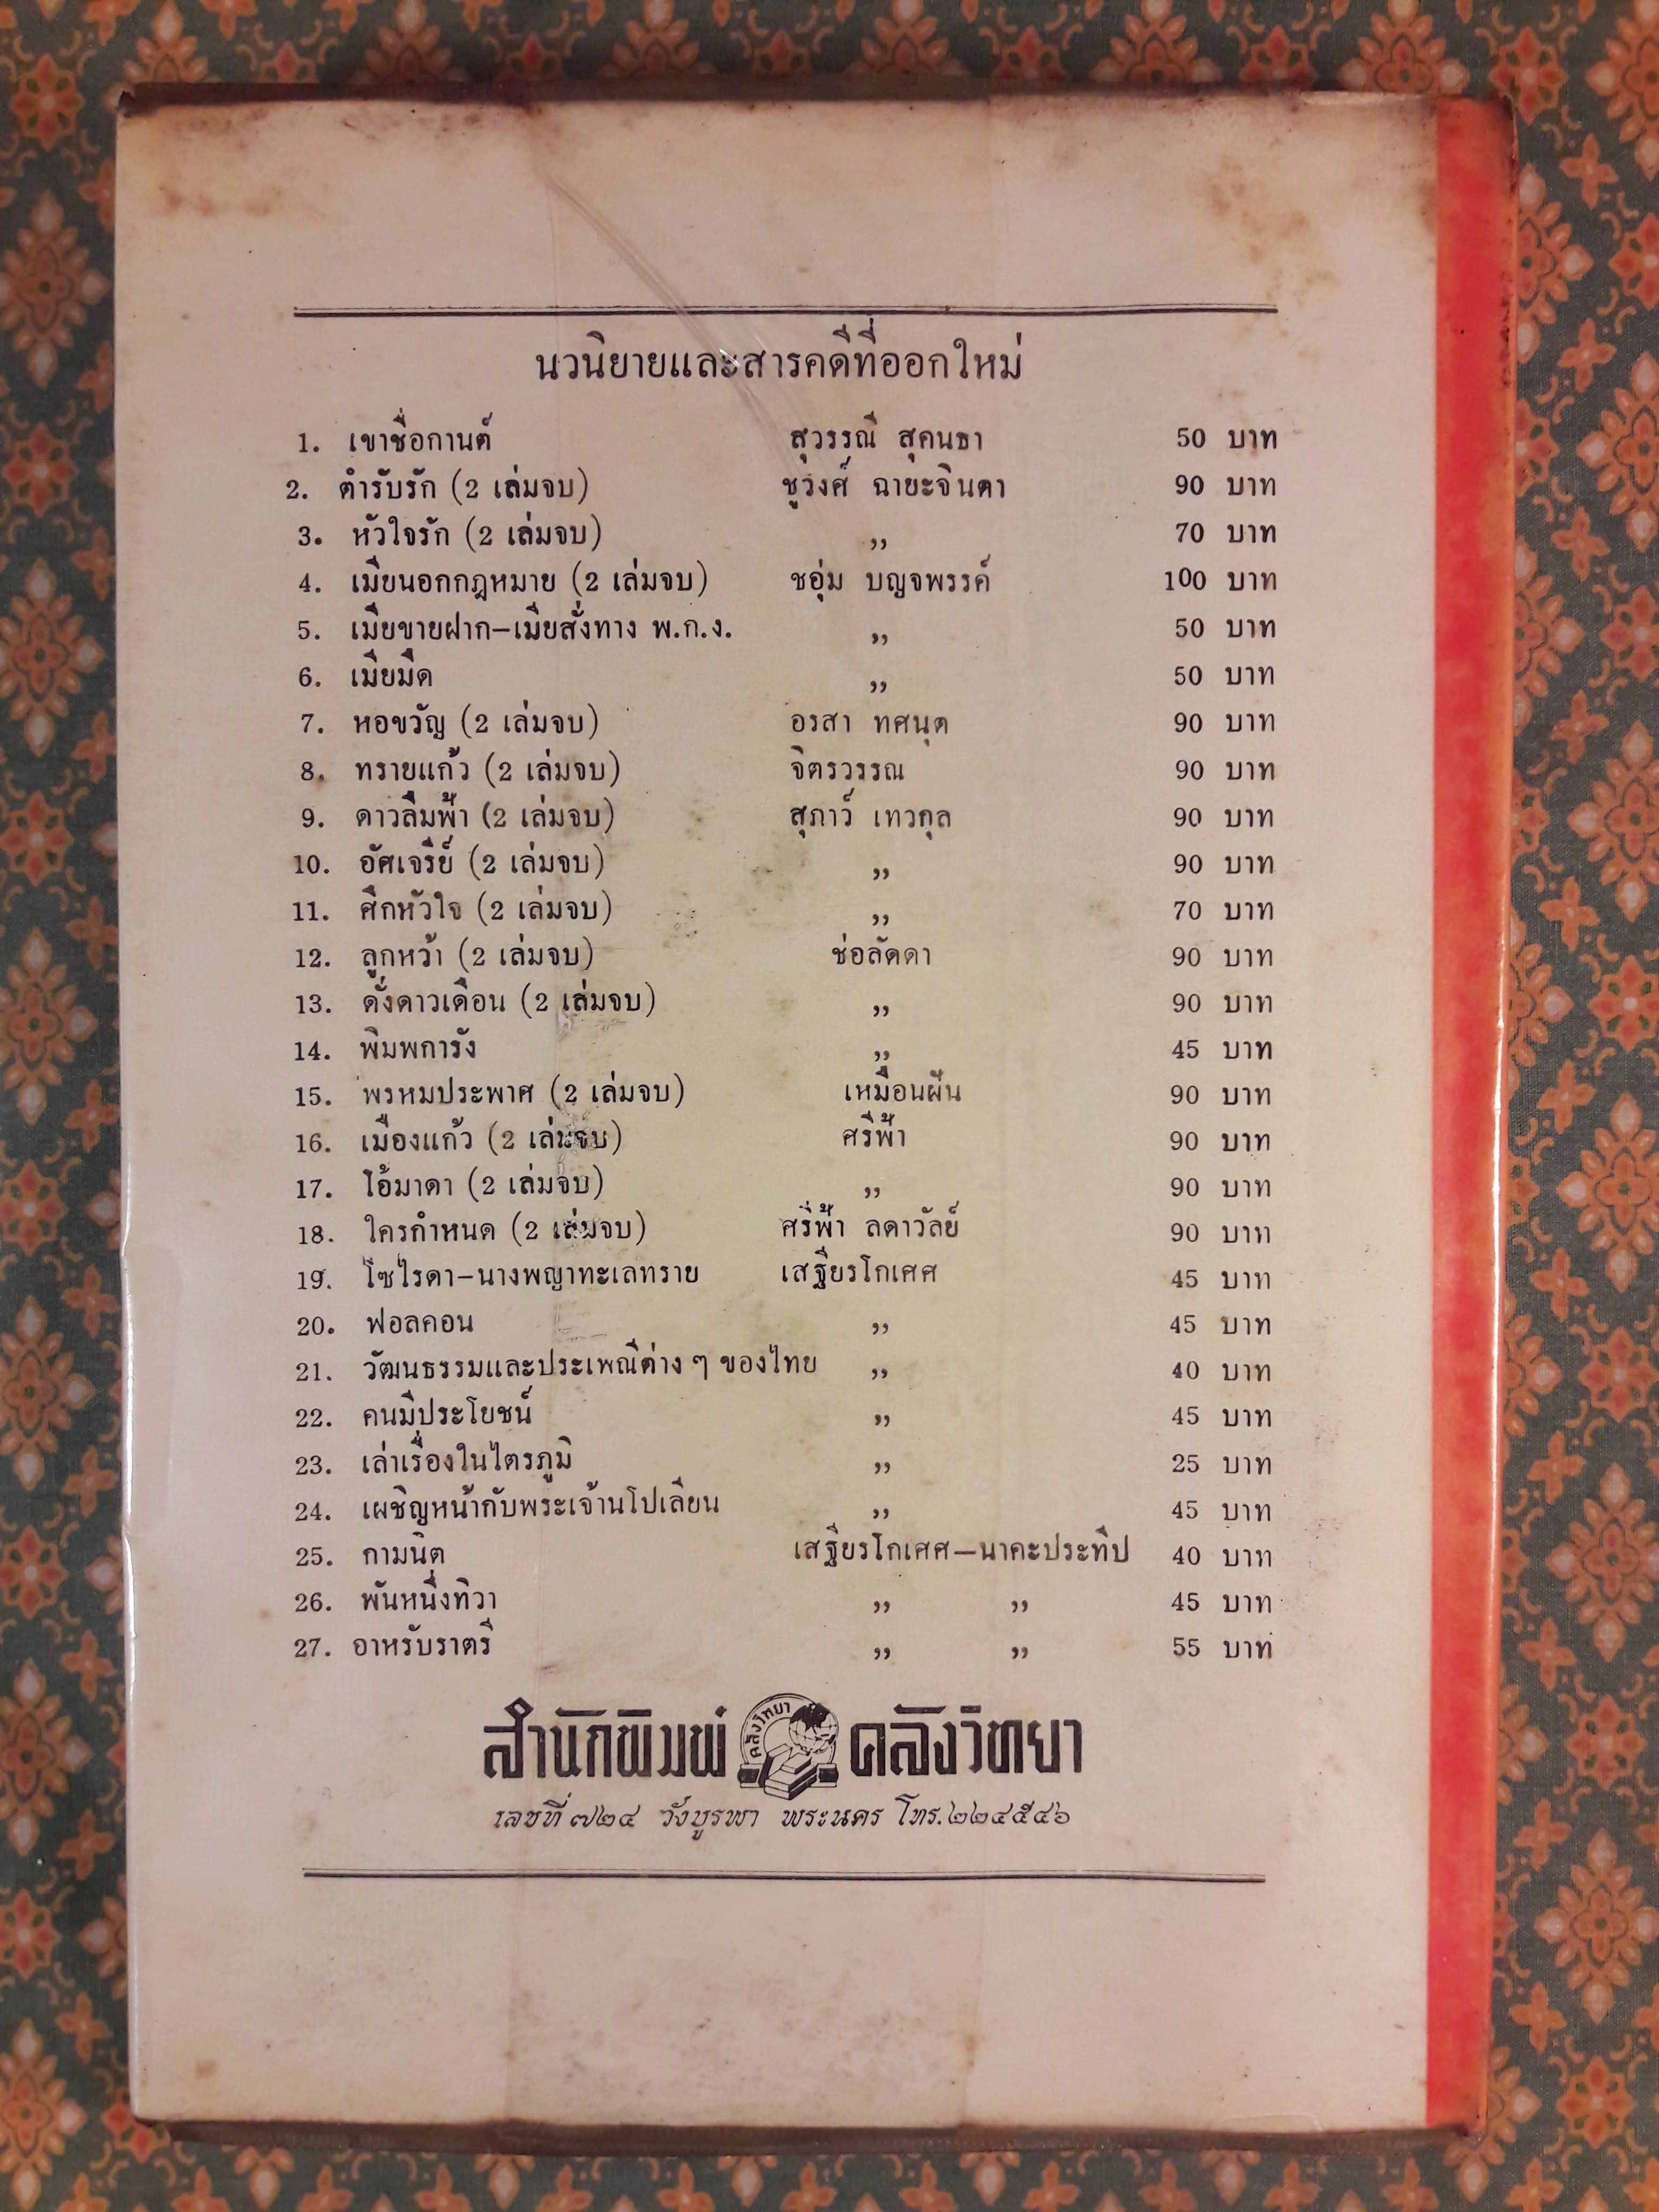 นวนิยายและสารคดีที่ออกใหม่
1. เขาชื่อกานต์ สุวรรณี สุคนธา 50 บาท
2. ตำรับรัก (2 เล่มจบ) ชูวงศ์ ฉายะจินดา 90 บาท
3. หัวใจรัก (2 เล่มจบ) ,, 70 บาท
4. เมียนอกกฎหมาย (2 เล่มจบ) ชอุ่ม บญจพรรค์ 100 บาท
5. เมียขายฝาก–เมียสั่งทาง พ.ก.ง. ,, 50 บาท
6. เมียมืด ,, 50 บาท
7. หอขวัญ (2 เล่มจบ) อรสา ทศนุต 90 บาท
8. ทรายแก้ว (2 เล่มจบ) จิตรวรรณ 90 บาท
9. ดาวลืมฟ้า (2 เล่มจบ) สุภาว์ เทวกุล 90 บาท
10. อัศเจรีย์ (2 เล่มจบ) ,, 90 บาท
11. ศึกหัวใจ (2 เล่มจบ) ,, 70 บาท
12. ลูกหว้า (2 เล่มจบ) ช่อลัดดา 90 บาท
13. ดั่งดาวเดือน (2 เล่มจบ) ,, 90 บาท
14. พิมพการัง ,, 45 บาท
15. พรหมประพาศ (2 เล่มจบ) เหมือนฝัน 90 บาท
16. เมืองแก้ว (2 เล่มจบ) ศรีฟ้า 90 บาท
17. โอ้มาดา (2 เล่มจบ) ,, 90 บาท
18. ใครกำหนด (2 เล่มจบ) ศรีฟ้า ลดาวัลย์ 90 บาท
19. โซไรดา–นางพญาทะเลทราย เสฐียรโกเศศ 45 บาท
20. ฟอลคอน ,, 45 บาท
21. วัฒนธรรมและประเพณีต่าง ๆ ของไทย ,, 40 บาท
22. คนมีประโยชน์ ,, 45 บาท
23. เล่าเรื่องในไตรภูมิ ,, 25 บาท
24. เผชิญหน้ากับพระเจ้านโปเลียน ,, 45 บาท
25. กามนิต เสฐียรโกเศศ–นาคะประทีป 40 บาท
26. พันหนึ่งทิวา ,, ,, 45 บาท
27. อาหรับราตรี ,, ,, 55 บาท
สำนักพิมพ์ คลังวิทยา คลังวิทยา
เลขที่ ๗๒๔ วังบูรพา พระนคร โทร.๒๒๔๕๔๖